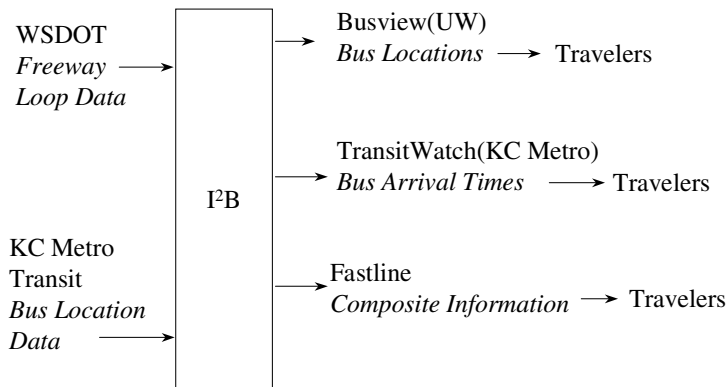 WSDOT
Freeway
Loop Data
KC Metro
Transit
Bus Location
Data
I²B
Busview(UW)
Bus Locations
Travelers
TransitWatch(KC Metro)
Bus Arrival Times
Travelers
Fastline
Composite Information
Travelers